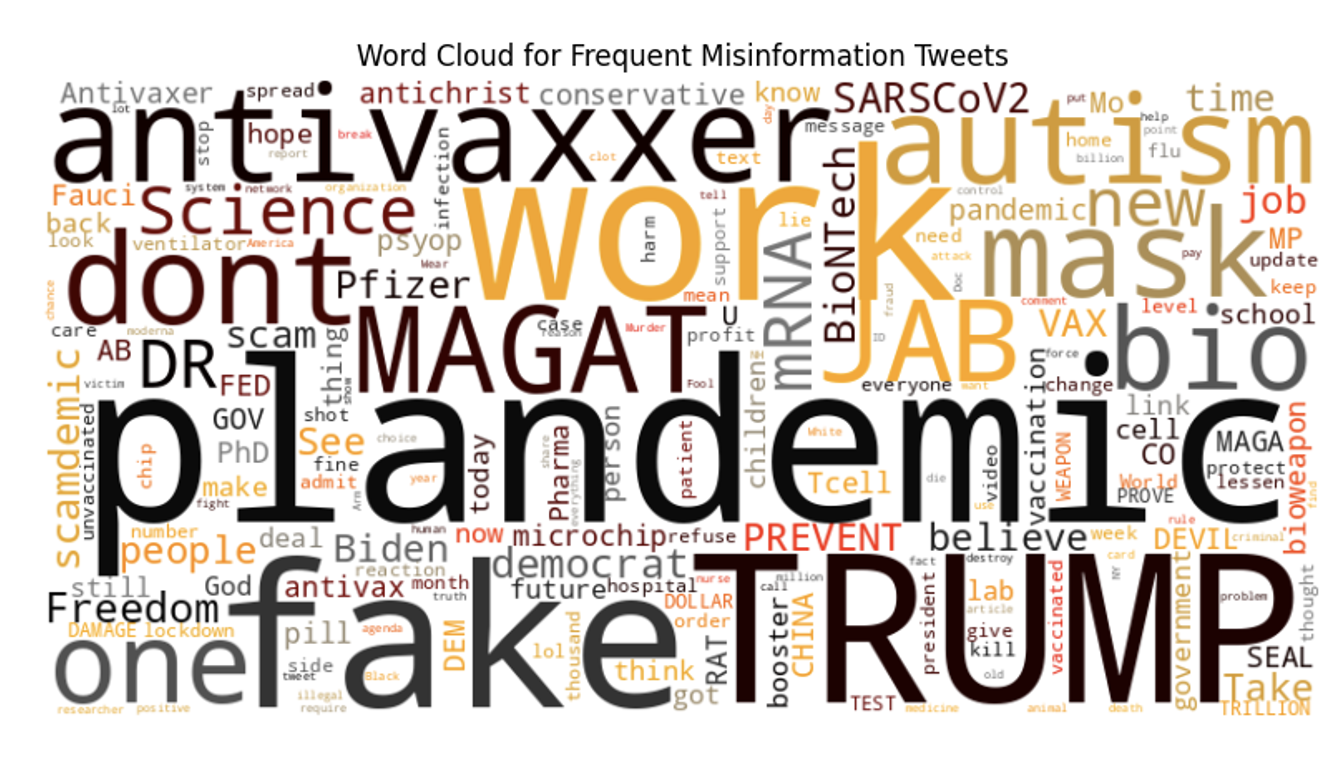 Word Cloud for Frequent Misinformation Tweets
Antivaxer
spread
antichrist
conservative
know
SARSCoV2
put
Mo
time
lot
antivaxxer
day
message
help
point
autism
stop
hope
break
report
infection
clot
text
home
billion
flu
Fauci
system
network
organization
tell
control
Science
work
harm
support
lie
BioNTech
pandemic
new
job
back
look
ventilator
America
psyop
mRNA
need
attack
mask
MP
update
dont
Wear
Pfizer
mean
Doc
pay
keep
chance
care
moderna
scam
case
reason
Murder
U
profit
fraud
comment
VAX
level
school
AB
DR
thing
show
MAGAT
ID
JAB
force
bio
victim
FED
Fool
children
NH
everyone
want
change
scamdemic
unvaccinated
plandemic
GOV
shot
link
PhD
See
choice
person
White
vaccination
cell
CO
MAGA
chip
fine
admit
year
today
share
everything
Pharma
patient
Tcell
die
video
use
WEAPON
World
PROVE
protect
lessen
bioweapon
find
make
fight
Arm
number
people
deal
human
now
microchip
refuse
PREVENT
believe
week
rule
DEVIL
criminal
Biden
reaction
democrat
fact
destroy
card
NY
still
God
antivax
month
truth
future
hospital
nurse
call
million
lab
article
government
thought
Freedom
fake
DOLLAR
order
TRUMP
president
vaccinated
problem
DAMAGE
lockdown
pill
agenda
DEM
lol
thousand
RAT
booster
CHINA
give
kill
SEAL
one
side
tweet
Black
think
got
old
Take
researcher
positive
illegal
require
TEST
medicine
animal
death
TRILLION